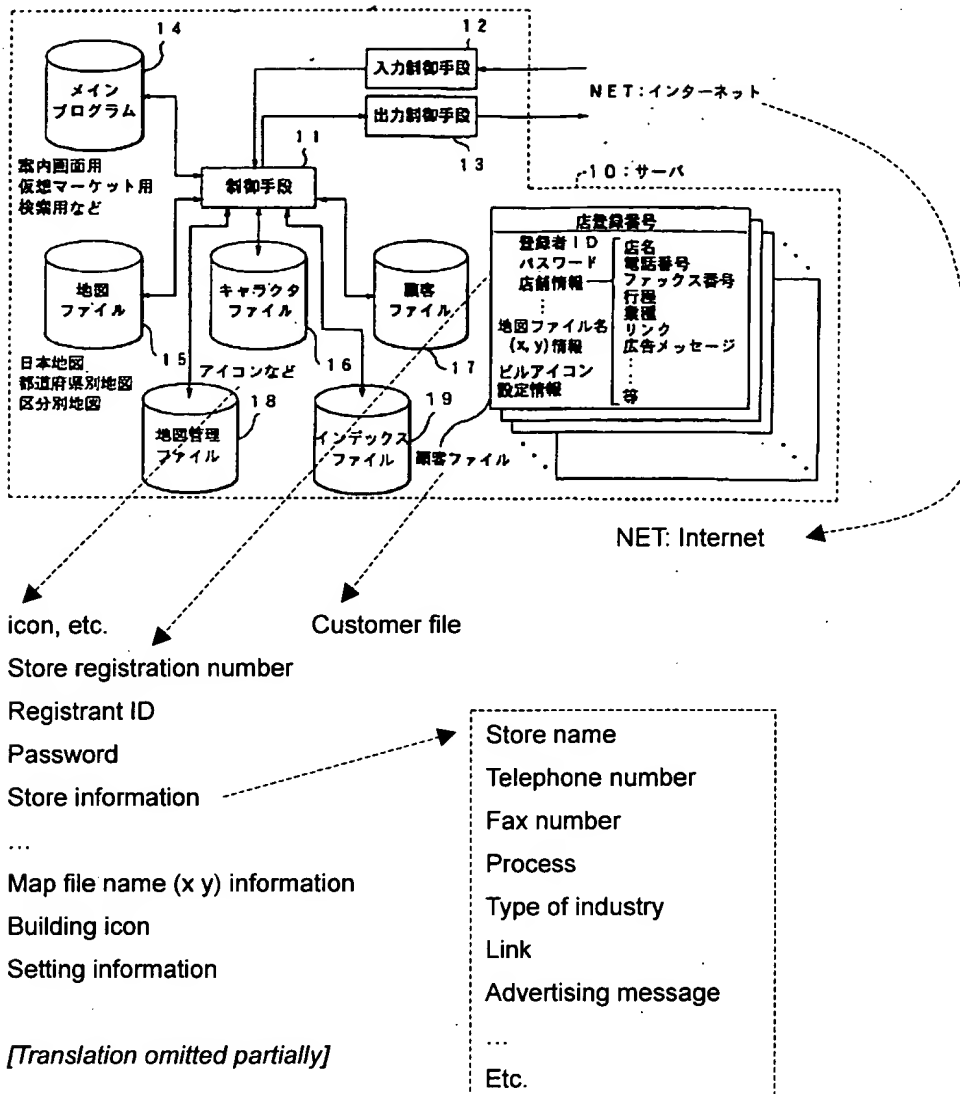 14
12
メイン
プログラム
入力制御手段
NET:インターネット
出力制御手段
11
13
案内画面用
仮想マーケット用
検索用など
制御手段
10:サーバ
店登録番号
登録者ID
パスワード
店舗情報
…
地図ファイル名
(x,y)情報
ビルアイコン
設定情報
店名
電話番号
ファックス番号
行程
業種
リンク
広告メッセージ
等
地図
ファイル
15
キャラクタ
ファイル
16
顧客
ファイル
17
日本地図
都道府県別地図
区分別地図
アイコンなど
地図管理
ファイル
18
インデックス
ファイル
19
顧客ファイル
NET: Internet
icon, etc.
Customer file
Store registration number
Registrant ID
Password
Store information
...
Map file name (x y) information
Building icon
Setting information
[Translation omitted partially]
Store name
Telephone number
Fax number
Process
Type of industry
Link
Advertising message
...
Etc.